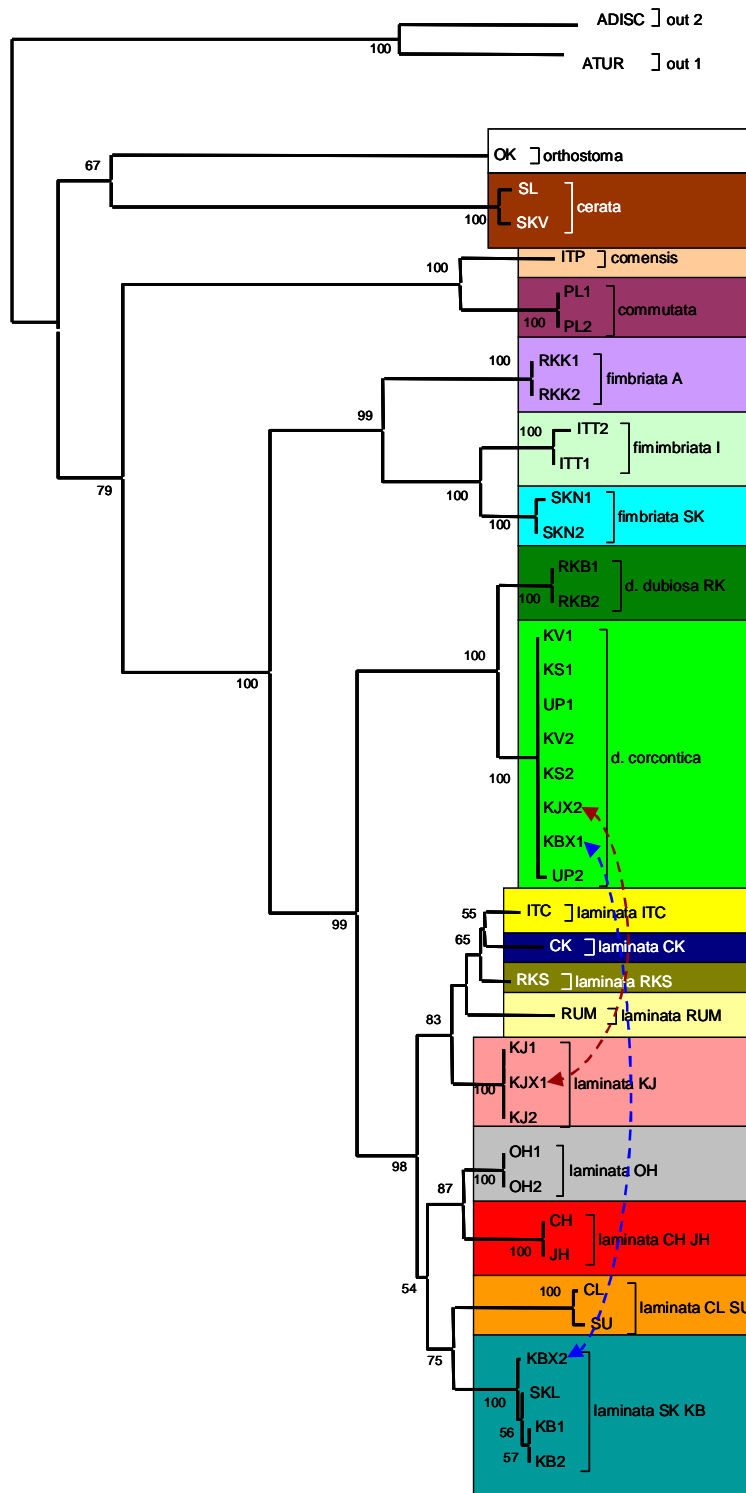 ADISC out 2
100
ATUR out 1
67
OK orthostoma
SL
cerata
100 SKV
100
ITP comensis
PL1
commutata
100 PL2
100 RKK1
fimbriata A
RKK2
99
100 ITT2
fimimbriata I
ITT1
79
100
SKN1
100 fimbriata SK
SKN2
RKB1
d. dubiosa RK
100 RKB2
KV1
100
KS1
100
UP1
KV2
d. corcontica
100 KS2
KJX2
KBX1
UP2
55 ITC laminata ITC
99
65 CK laminata CK
RKS laminata RKS
83 RUM laminata RUM
KJ1
100 KJX1 laminata KJ
KJ2
98
OH1
100 laminata OH
OH2
87
CH
laminata CH JH
100 JH
54
100 CL
laminata CL SU
SU
75
KBX2
100 SKL
laminata SK KB
56 KB1
57 KB2